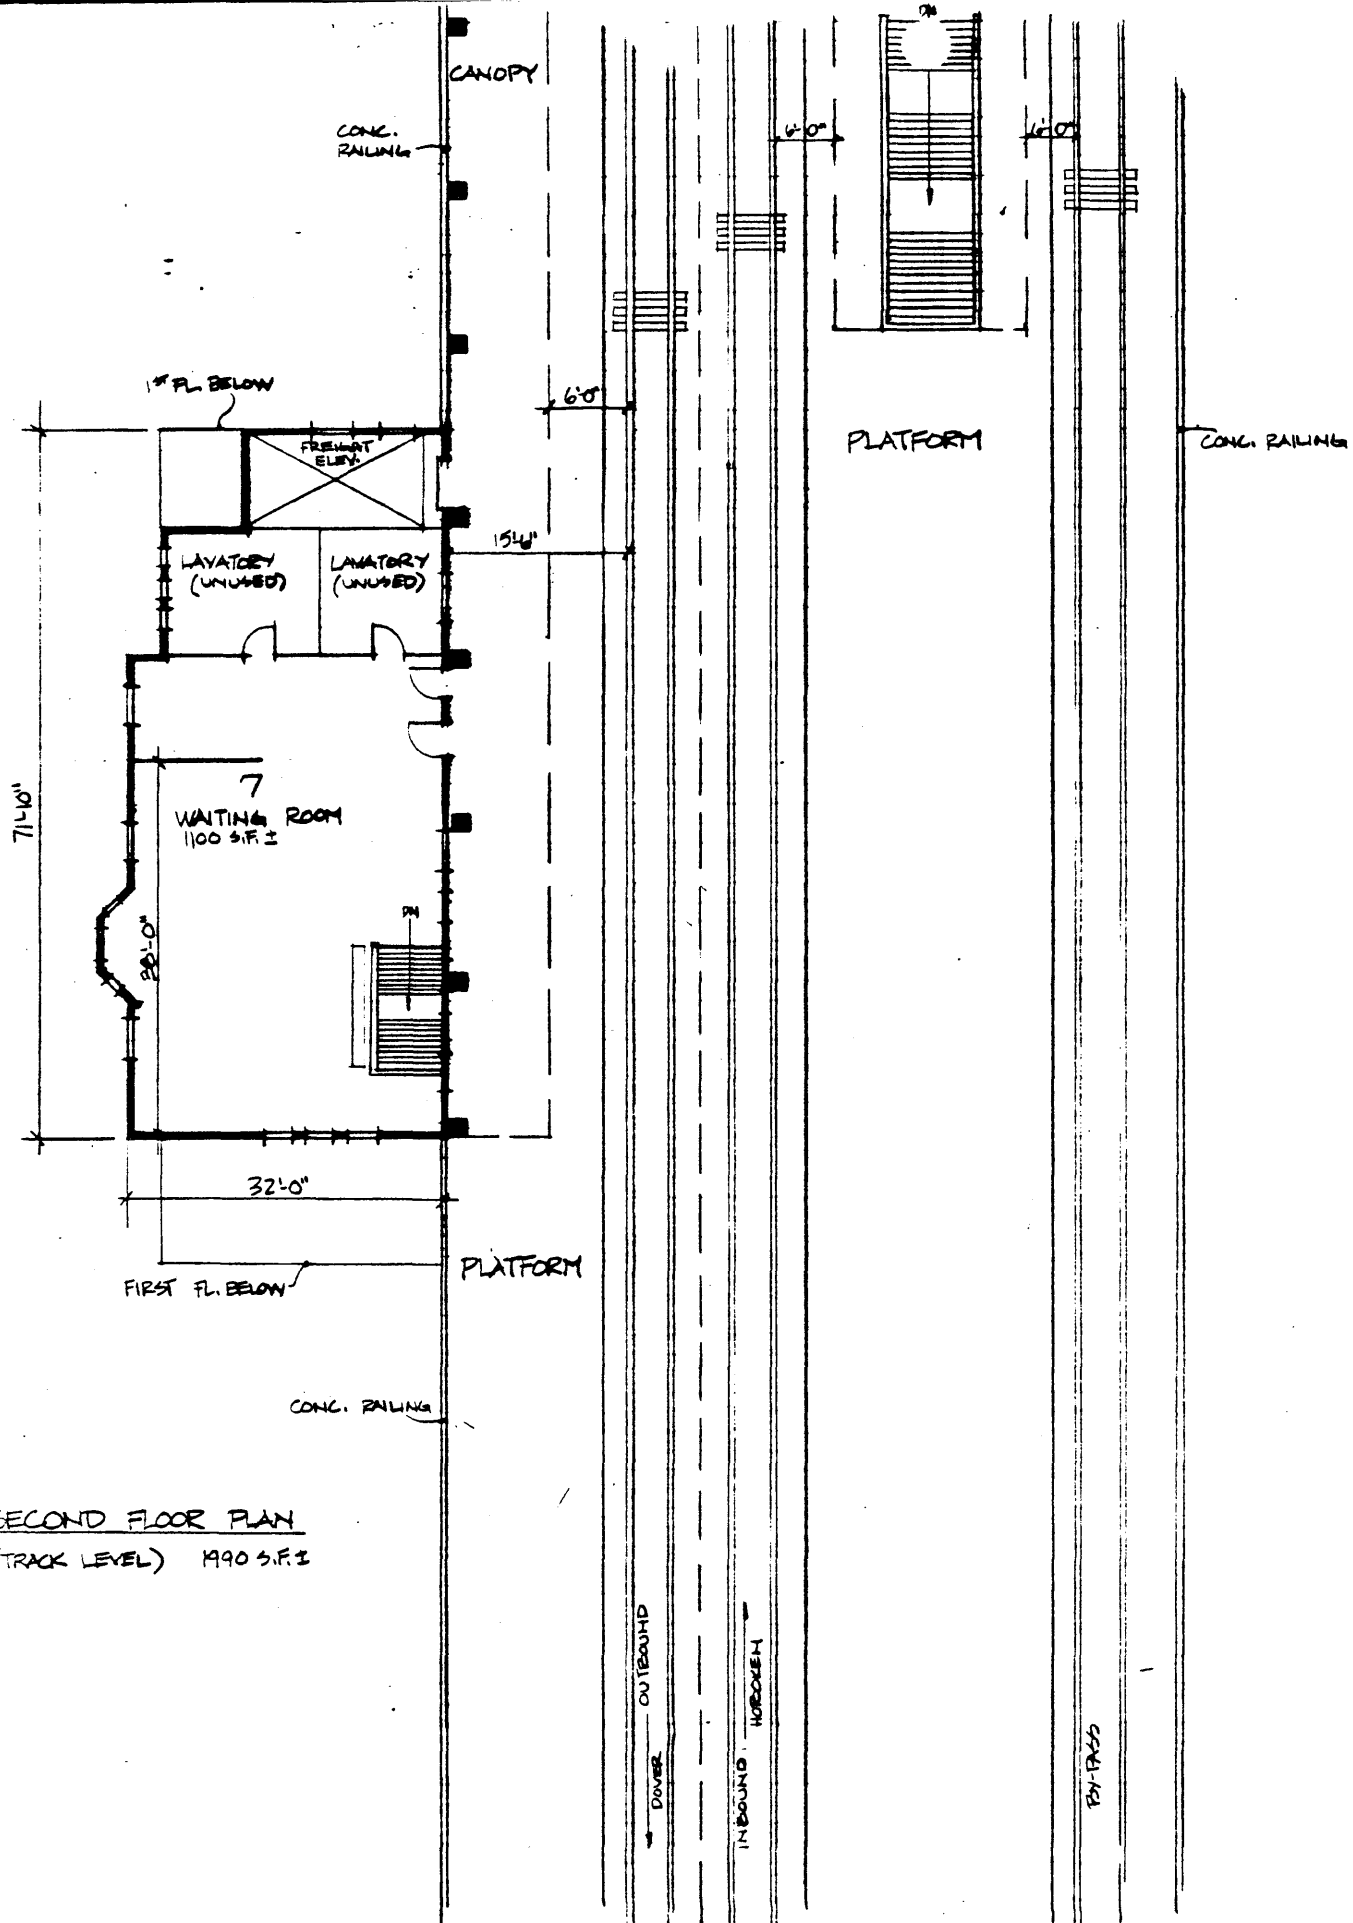 DN
CANOPY
CONC.
RAILING
6'-0"
6'-0"
1ST FL. BELOW
6'-0"
FREIGHT
ELEV.
PLATFORM
CONC. RAILING
15'-6"
LAVATORY
(UNUSED)
LAVATORY
(UNUSED)
71'-10"
7
WAITING ROOM
1100 S.F. ±
DN
32'-0"
PLATFORM
FIRST FL. BELOW
CONC. RAILING
SECOND FLOOR PLAN
(TRACK LEVEL) 1990 S.F. ±
OUTBOUND
DOVER
INBOUND
HOBOKEN
BY-PASS